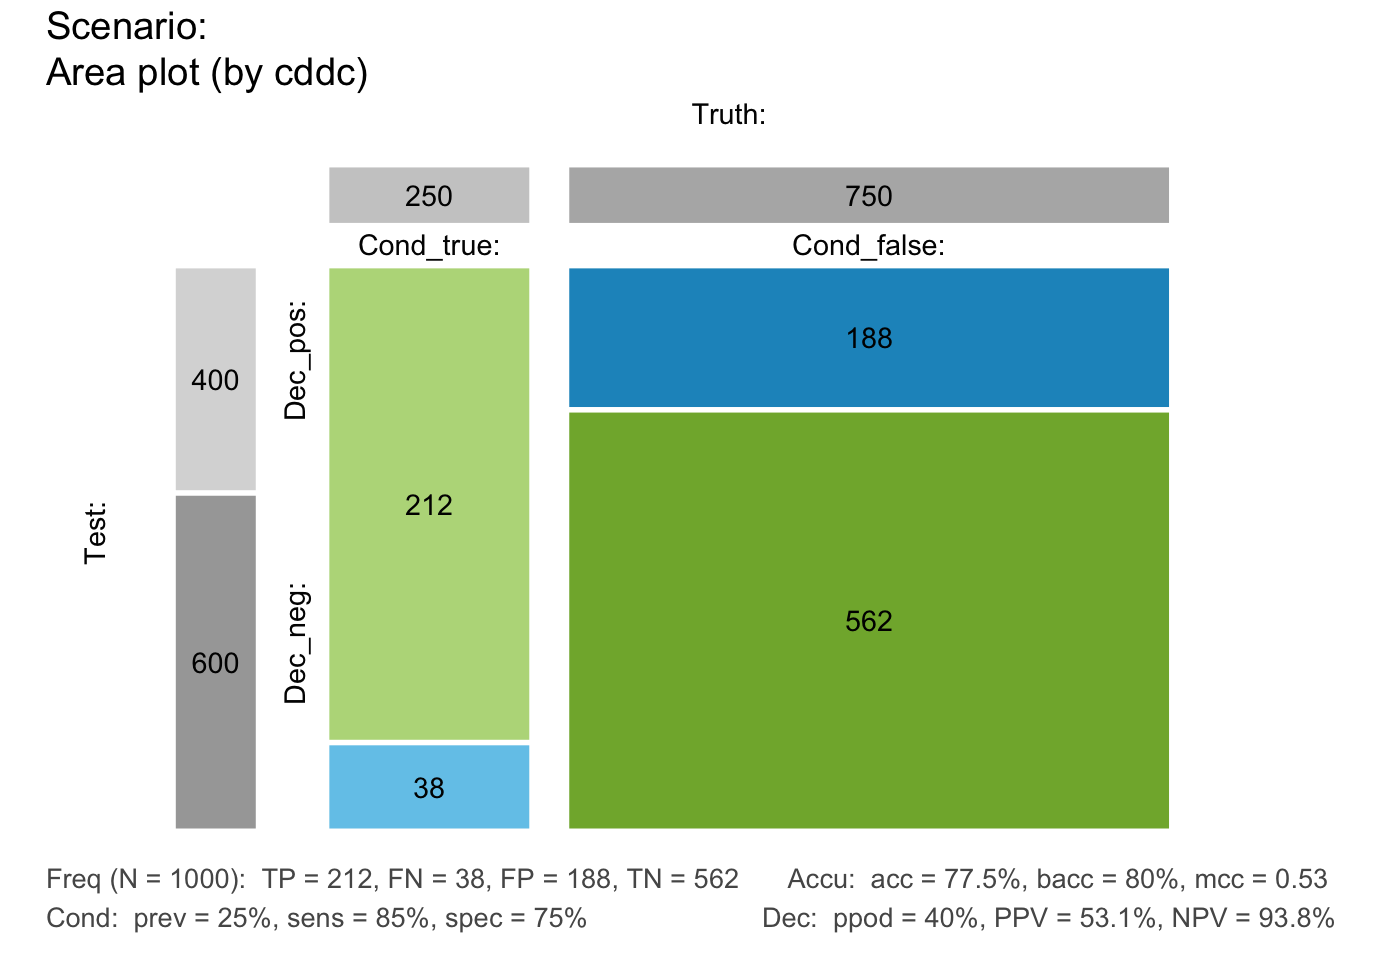 Scenario:
Area plot (by cddc)
Truth:
250
750
Cond_true:
Cond_false:
Test:
400
600
Dec_pos:
Dec_neg:
212
38
188
562
Freq (N = 1000):  TP = 212, FN = 38, FP = 188, TN = 562
Accu:  acc = 77.5%, bacc = 80%, mcc = 0.53
Cond:  prev = 25%, sens = 85%, spec = 75%
Dec:  ppod = 40%, PPV = 53.1%, NPV = 93.8%